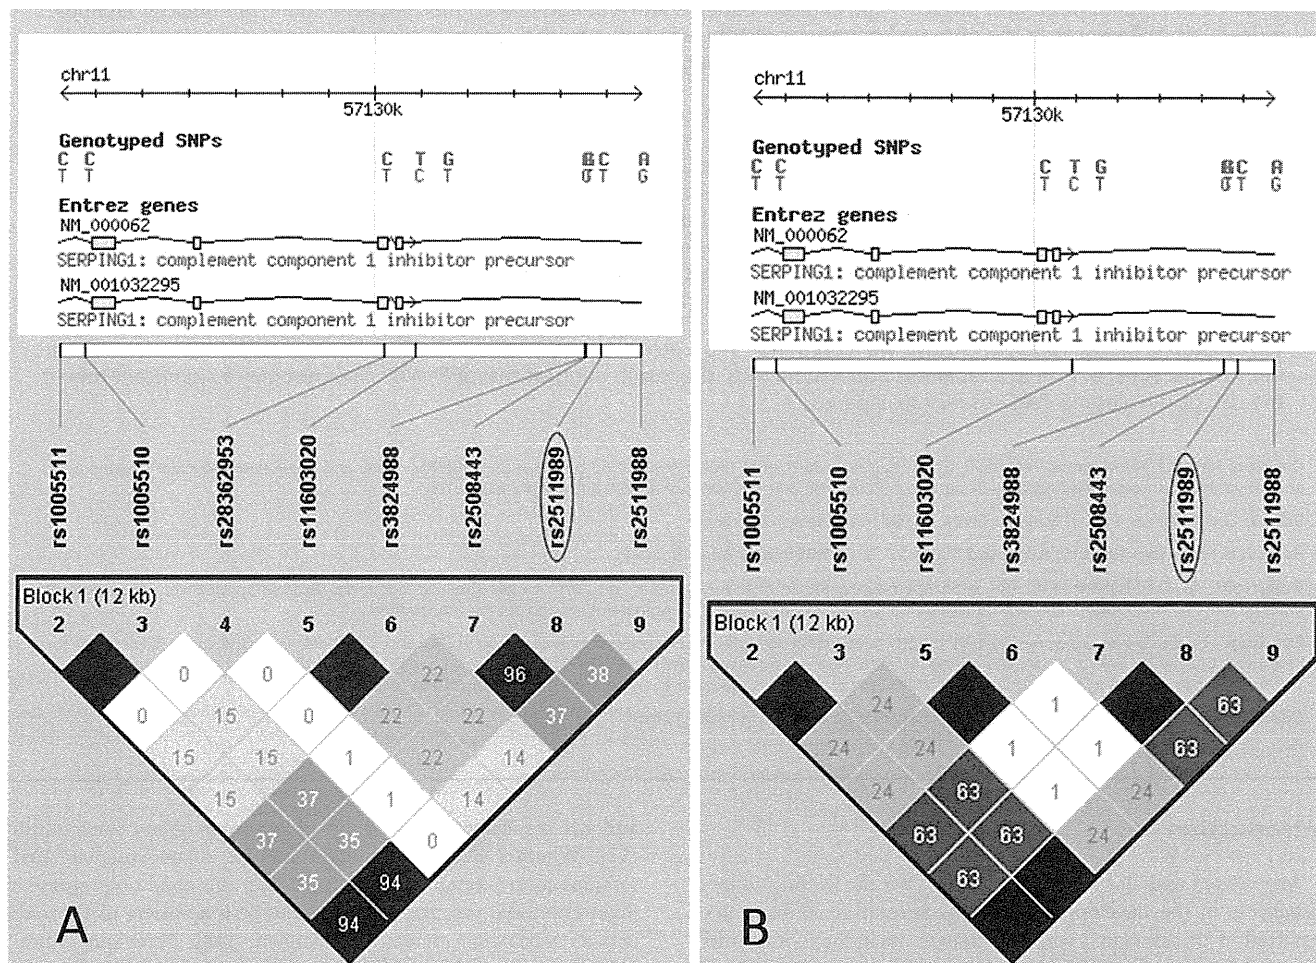 chr11
57130k
Genotyped SNPs
C C C T G C A
T T T C T T G
Entrez genes
NM_000062
SERPING1: complement component 1 inhibitor precursor
NM_001032295
SERPING1: complement component 1 inhibitor precursor
rs1005511
rs1005510
rs28362953
rs11603020
rs3824988
rs2508443
rs2511989
rs2511988
Block 1 (12 kb)
2 3 4 5 6 7 8 9
0 0 22 96 38
0 15 0 22 22 37
15 15 1 22 14
15 37 1 14
37 35 0
35 94
94
A
chr11
57130k
Genotyped SNPs
C C C T G C A
T T T C T T G
Entrez genes
NM_000062
SERPING1: complement component 1 inhibitor precursor
NM_001032295
SERPING1: complement component 1 inhibitor precursor
rs1005511
rs1005510
rs11603020
rs3824988
rs2508443
rs2511989
rs2511988
Block 1 (12 kb)
2 3 5 6 7 8 9
24 1 63
24 24 1 1 63
24 63 1 24
63 63 24
63
B